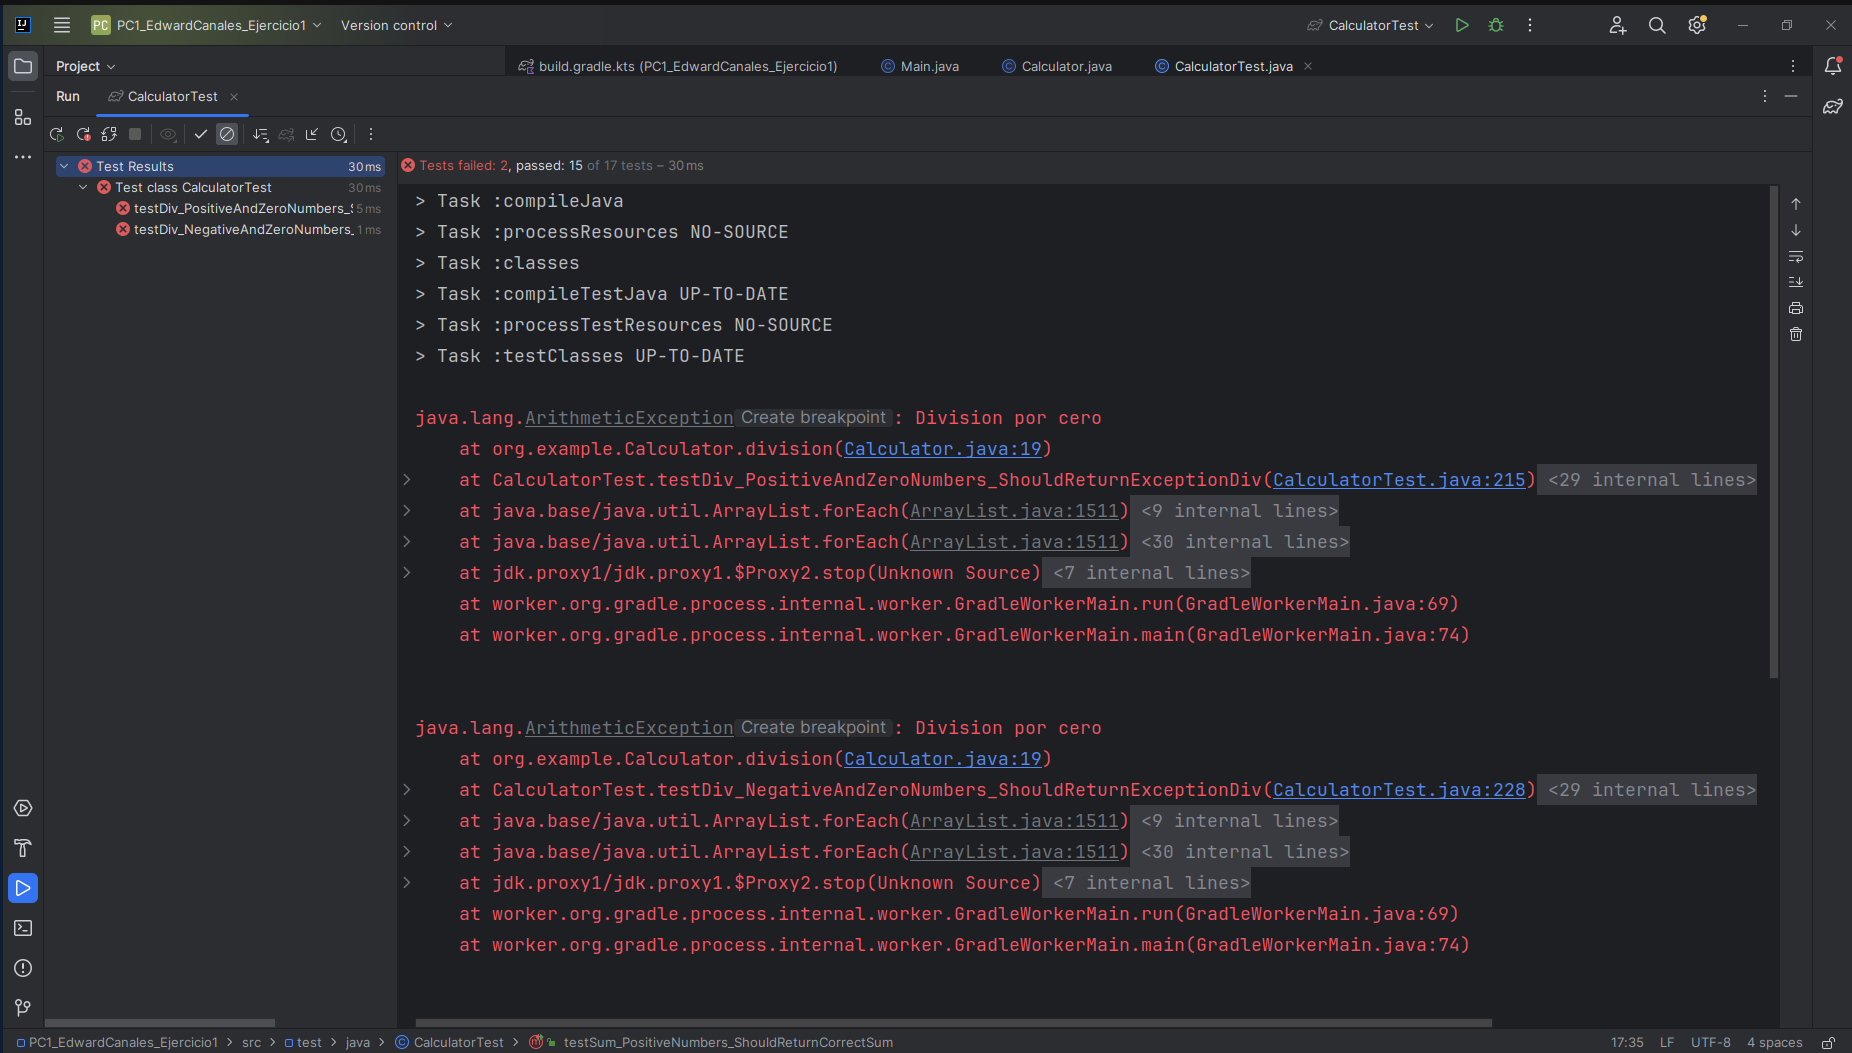 PC PC1_EdwardCanales_Ejercicio1 Version control CalculatorTest
Project build.gradle.kts (PC1_EdwardCanales_Ejercicio1) Main.java Calculator.java CalculatorTest.java
Run CalculatorTest
Test Results 30 ms
Test class CalculatorTest 30 ms
testDiv_PositiveAndZeroNumbers_S 5 ms
testDiv_NegativeAndZeroNumbers_ 1 ms
Tests failed: 2, passed: 15 of 17 tests – 30 ms
> Task :compileJava
> Task :processResources NO-SOURCE
> Task :classes
> Task :compileTestJava UP-TO-DATE
> Task :processTestResources NO-SOURCE
> Task :testClasses UP-TO-DATE
java.lang.ArithmeticException Create breakpoint : Division por cero
at org.example.Calculator.division(Calculator.java:19)
at CalculatorTest.testDiv_PositiveAndZeroNumbers_ShouldReturnExceptionDiv(CalculatorTest.java:215) <29 internal lines>
at java.base/java.util.ArrayList.forEach(ArrayList.java:1511) <9 internal lines>
at java.base/java.util.ArrayList.forEach(ArrayList.java:1511) <30 internal lines>
at jdk.proxy1/jdk.proxy1.$Proxy2.stop(Unknown Source) <7 internal lines>
at worker.org.gradle.process.internal.worker.GradleWorkerMain.run(GradleWorkerMain.java:69)
at worker.org.gradle.process.internal.worker.GradleWorkerMain.main(GradleWorkerMain.java:74)
java.lang.ArithmeticException Create breakpoint : Division por cero
at org.example.Calculator.division(Calculator.java:19)
at CalculatorTest.testDiv_NegativeAndZeroNumbers_ShouldReturnExceptionDiv(CalculatorTest.java:228) <29 internal lines>
at java.base/java.util.ArrayList.forEach(ArrayList.java:1511) <9 internal lines>
at java.base/java.util.ArrayList.forEach(ArrayList.java:1511) <30 internal lines>
at jdk.proxy1/jdk.proxy1.$Proxy2.stop(Unknown Source) <7 internal lines>
at worker.org.gradle.process.internal.worker.GradleWorkerMain.run(GradleWorkerMain.java:69)
at worker.org.gradle.process.internal.worker.GradleWorkerMain.main(GradleWorkerMain.java:74)
PC1_EdwardCanales_Ejercicio1 > src > test > java > CalculatorTest > testSum_PositiveNumbers_ShouldReturnCorrectSum 17:35 LF UTF-8 4 spaces